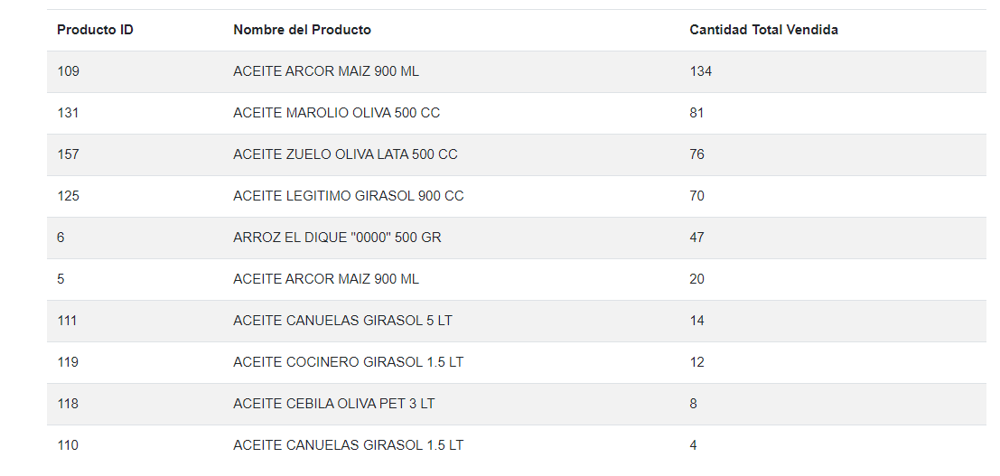 Producto ID Nombre del Producto Cantidad Total Vendida
109 ACEITE ARCOR MAIZ 900 ML 134
131 ACEITE MAROLIO OLIVA 500 CC 81
157 ACEITE ZUELO OLIVA LATA 500 CC 76
125 ACEITE LEGITIMO GIRASOL 900 CC 70
6 ARROZ EL DIQUE "0000" 500 GR 47
5 ACEITE ARCOR MAIZ 900 ML 20
111 ACEITE CANUELAS GIRASOL 5 LT 14
119 ACEITE COCINERO GIRASOL 1.5 LT 12
118 ACEITE CEBILA OLIVA PET 3 LT 8
110 ACEITE CANUELAS GIRASOL 1.5 LT 4